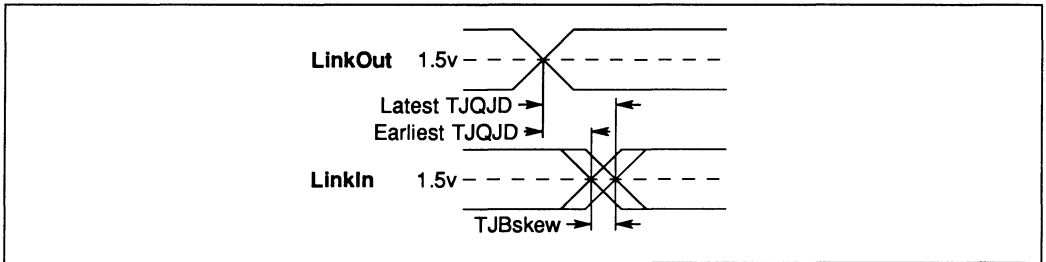 LinkOut 1.5v
Latest TJQJD
Earliest TJQJD
LinkIn 1.5v
TJBskew